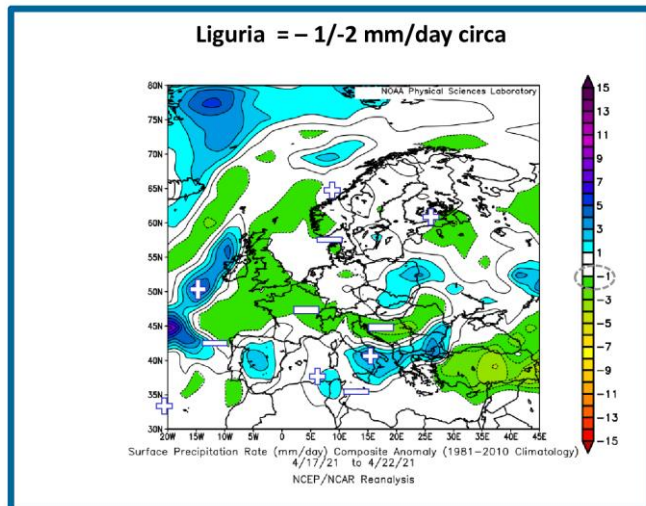 Liguria = – 1/-2 mm/day circa
NOAA Physical Sciences Laboratory
80N
75N
70N
65N
60N
55N
50N
45N
40N
35N
30N
20W 15W 10W 5W 0 5E 10E 15E 20E 25E 30E 35E 40E 45E
15
13
11
9
7
5
3
1
−1
−3
−5
−7
−9
−11
−13
−15
Surface Precipitation Rate (mm/day) Composite Anomaly (1981−2010 Climatology)
4/17/21 to 4/22/21
NCEP/NCAR Reanalysis